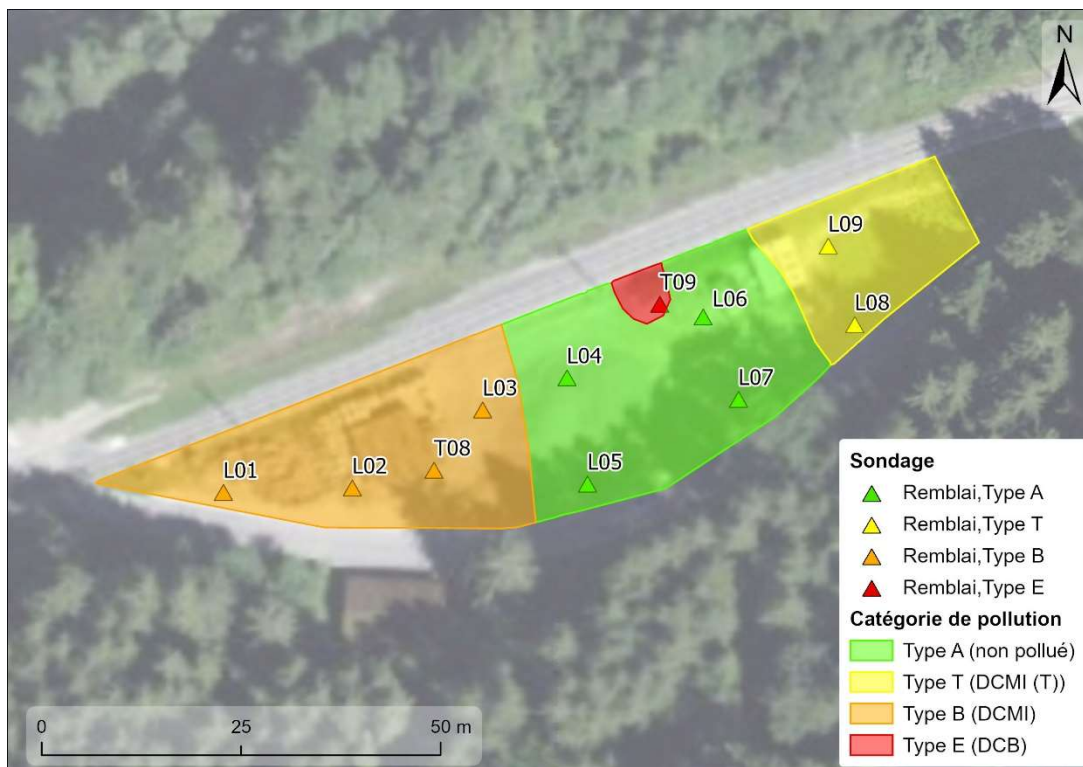 N
L09
T09
L06
L08
L04
L07
L03
T08
L01
L02
L05
Sondage
Remblai,Type A
Remblai,Type T
Remblai,Type B
Remblai,Type E
Catégorie de pollution
Type A (non pollué)
Type T (DCMI (T))
Type B (DCMI)
Type E (DCB)
0 25 50 m